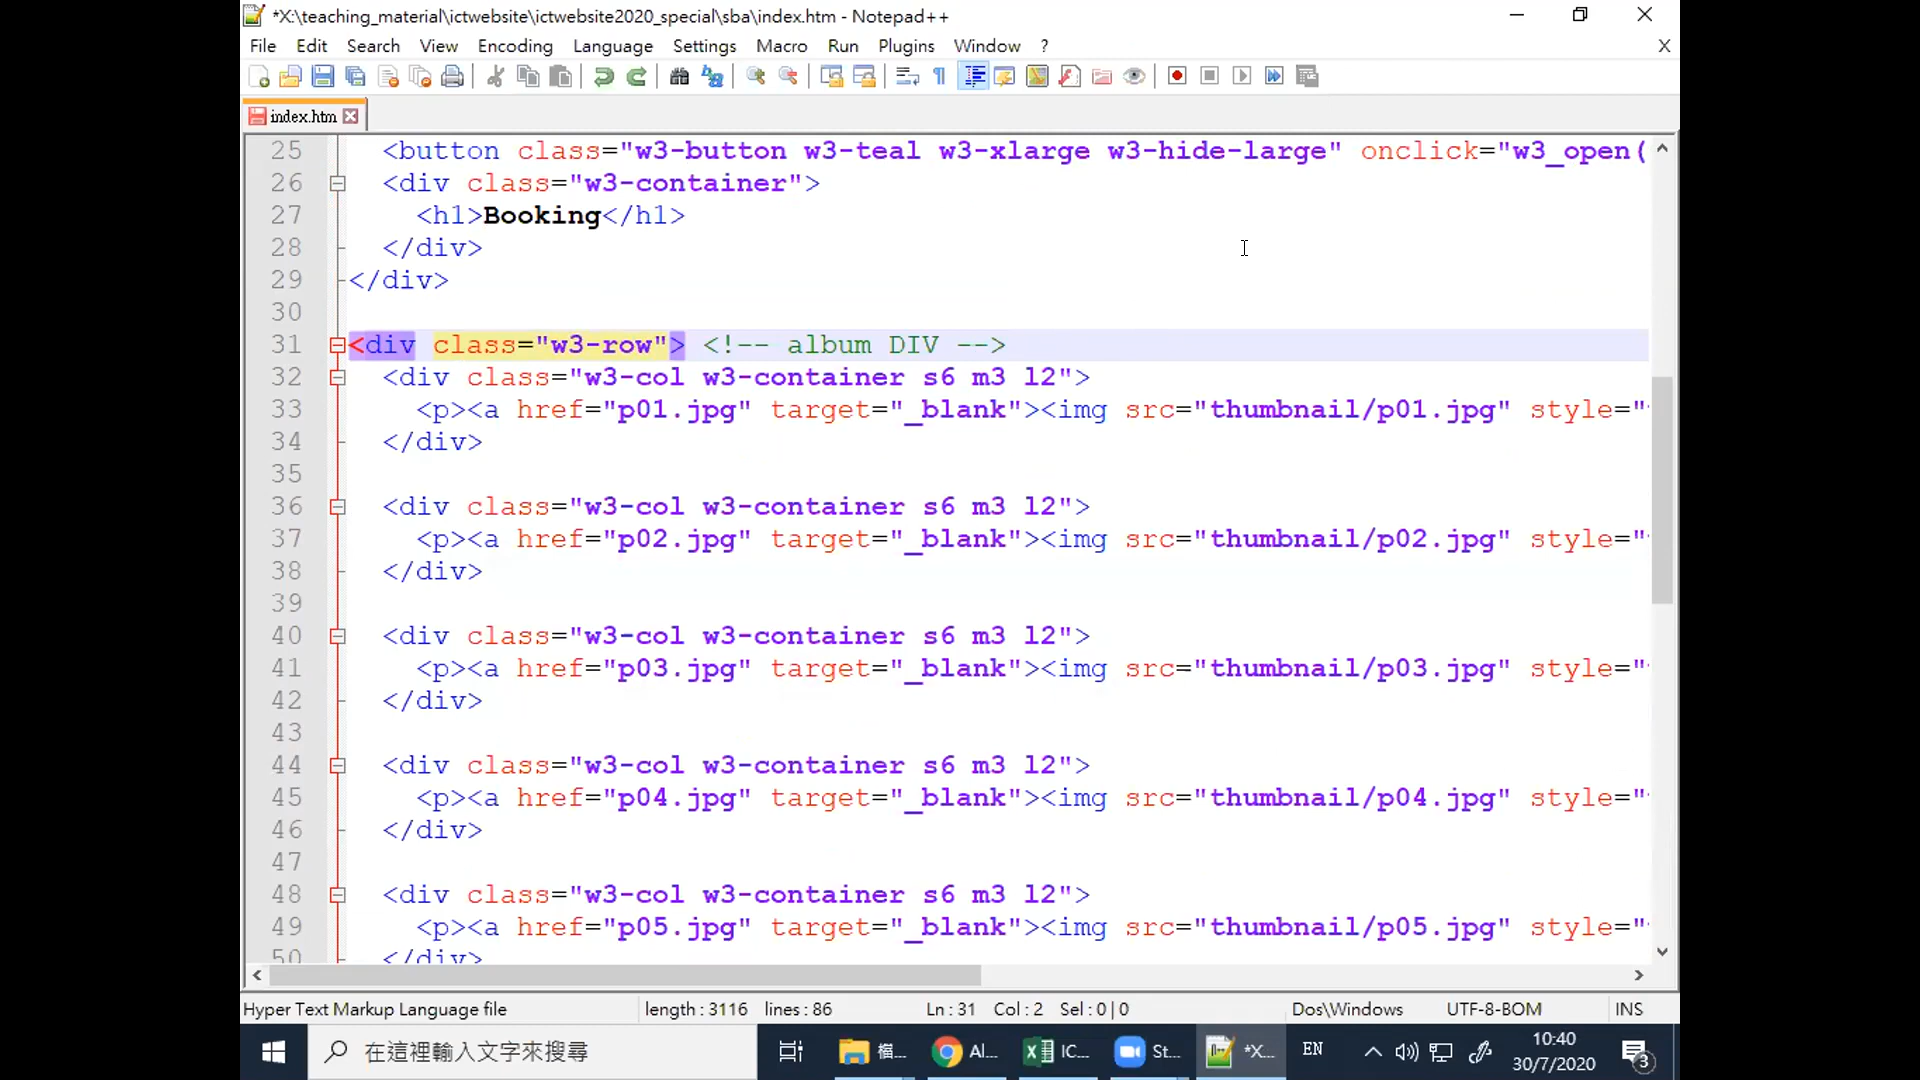 *X:\teaching_material\ictwebsite\ictwebsite2020_special\sba\index.htm - Notepad++
File Edit Search View Encoding Language Settings Macro Run Plugins Window ? X
index.htm
25 <button class="w3-button w3-teal w3-xlarge w3-hide-large" onclick="w3_open(
26 <div class="w3-container">
27 <h1>Booking</h1>
28 </div>
29 </div>
30
31 <div class="w3-row"> <!-- album DIV -->
32 <div class="w3-col w3-container s6 m3 l2">
33 <p><a href="p01.jpg" target="_blank"><img src="thumbnail/p01.jpg" style="
34 </div>
35
36 <div class="w3-col w3-container s6 m3 l2">
37 <p><a href="p02.jpg" target="_blank"><img src="thumbnail/p02.jpg" style="
38 </div>
39
40 <div class="w3-col w3-container s6 m3 l2">
41 <p><a href="p03.jpg" target="_blank"><img src="thumbnail/p03.jpg" style="
42 </div>
43
44 <div class="w3-col w3-container s6 m3 l2">
45 <p><a href="p04.jpg" target="_blank"><img src="thumbnail/p04.jpg" style="
46 </div>
47
48 <div class="w3-col w3-container s6 m3 l2">
49 <p><a href="p05.jpg" target="_blank"><img src="thumbnail/p05.jpg" style="
50 </div>
Hyper Text Markup Language file length : 3116 lines : 86 Ln : 31 Col : 2 Sel : 0 | 0 Dos\Windows UTF-8-BOM INS
在這裡輸入文字來搜尋 檔... Al... IC... St... *X... EN 10:40
30/7/2020 3